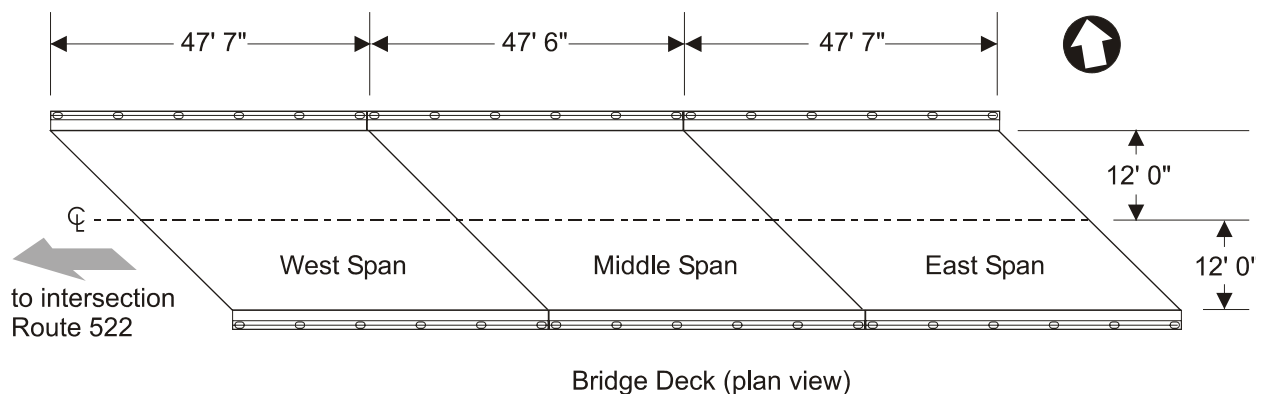 47' 7" 47' 6" 47' 7"
12' 0"
℄
West Span Middle Span East Span 12' 0'
to intersection
Route 522
Bridge Deck (plan view)